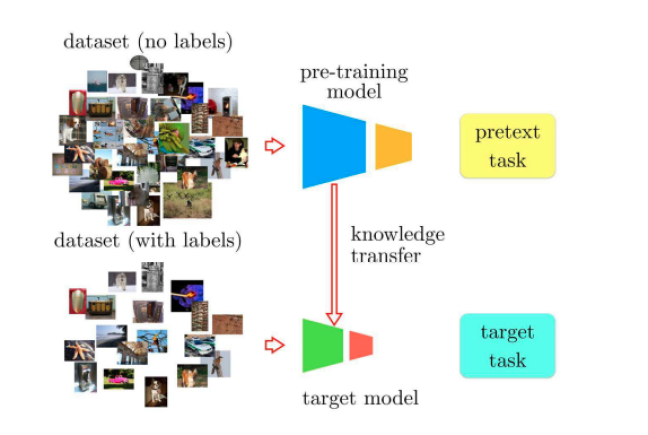 dataset (no labels)
pre-training
model
pretext
task
dataset (with labels)
knowledge
transfer
target
task
target model